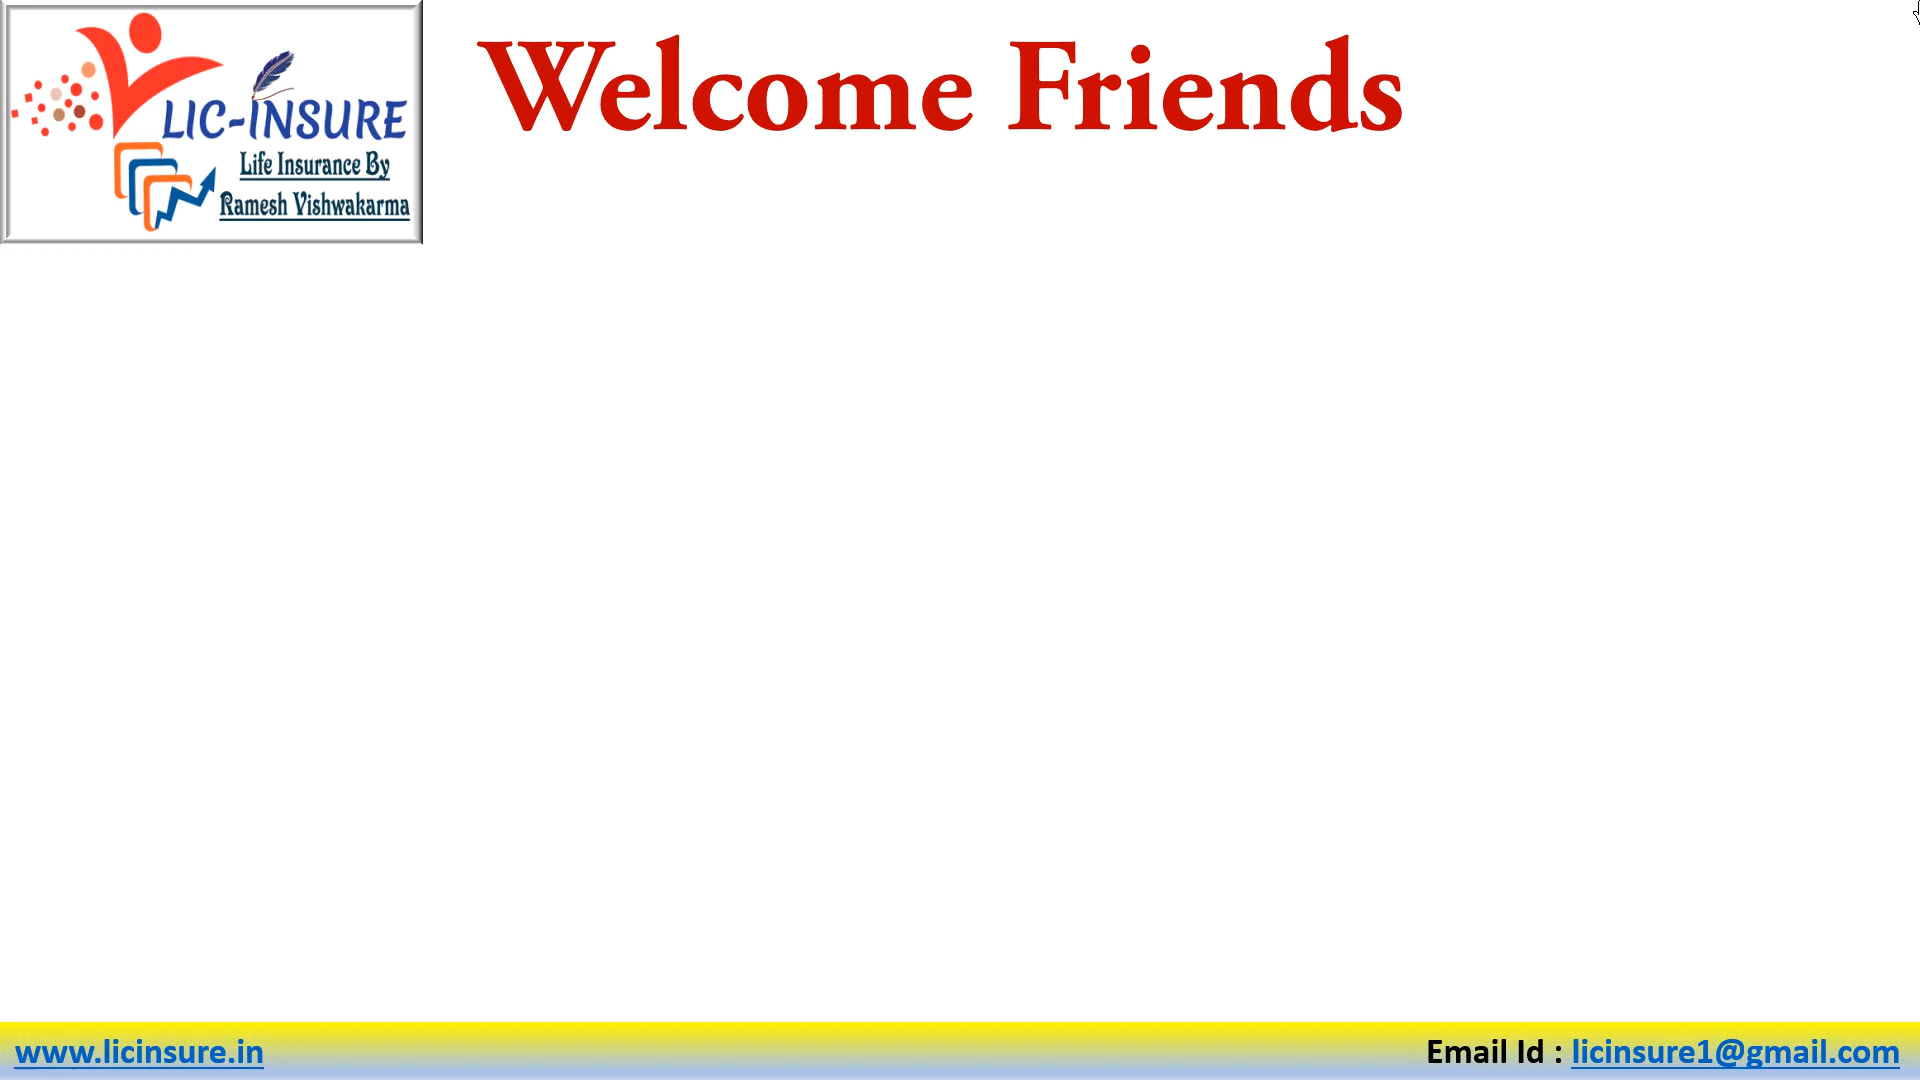 Welcome Friends
LIC-INSURE
Life Insurance By
Ramesh Vishwakarma
www.licinsure.in
Email Id : licinsure1@gmail.com